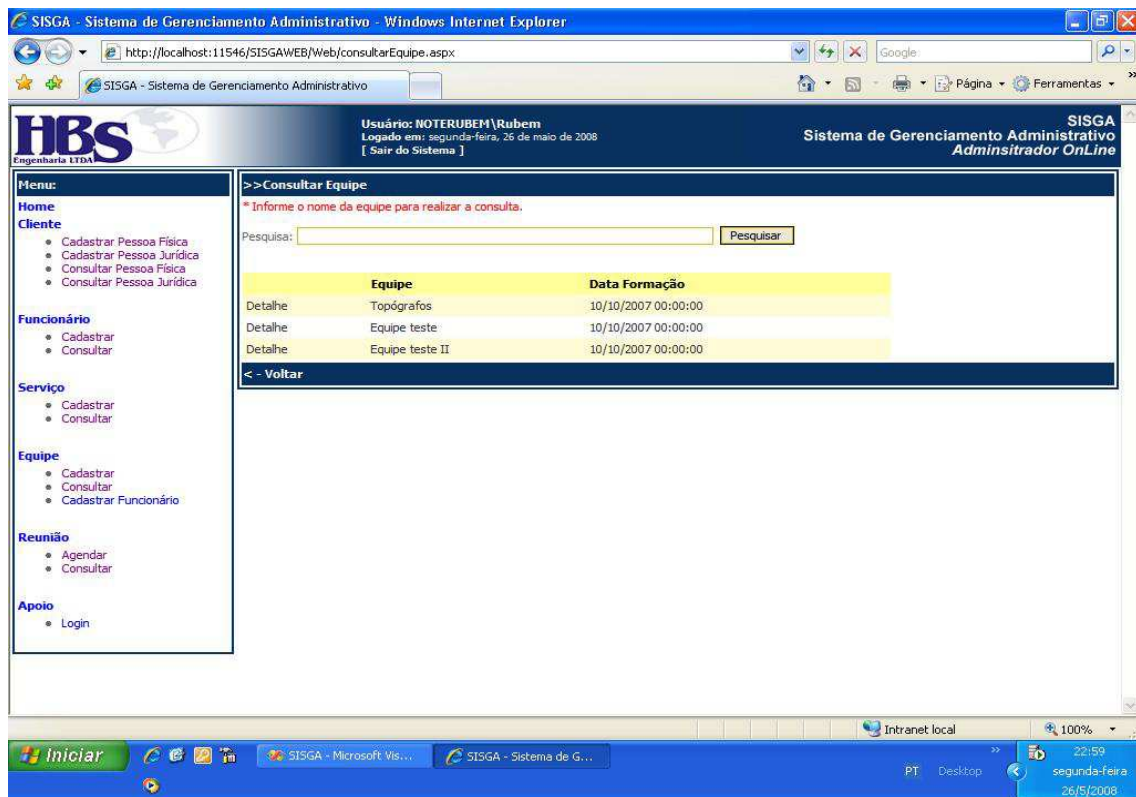 SISGA - Sistema de Gerenciamento Administrativo - Windows Internet Explorer
http://localhost:11546/SISGAWEB/Web/consultarEquipe.aspx
Google
SISGA - Sistema de Gerenciamento Administrativo
Página
Ferramentas
HBS
Engenharia LTDA
Usuário: NOTERUBEM\Rubem
Logado em: segunda-feira, 26 de maio de 2008
[ Sair do Sistema ]
SISGA
Sistema de Gerenciamento Administrativo
Adminsitrador OnLine
Menu:
Home
Cliente
Cadastrar Pessoa Física
Cadastrar Pessoa Jurídica
Consultar Pessoa Física
Consultar Pessoa Jurídica
Funcionário
Cadastrar
Consultar
Serviço
Cadastrar
Consultar
Equipe
Cadastrar
Consultar
Cadastrar Funcionário
Reunião
Agendar
Consultar
Apoio
Login
>>Consultar Equipe
* Informe o nome da equipe para realizar a consulta.
Pesquisa:
Pesquisar
Equipe Data Formação
Detalhe Topógrafos 10/10/2007 00:00:00
Detalhe Equipe teste 10/10/2007 00:00:00
Detalhe Equipe teste II 10/10/2007 00:00:00
< - Voltar
Intranet local
100%
Iniciar
SISGA - Microsoft Vis...
SISGA - Sistema de G...
PT
Desktop
22:59
segunda-feira
26/5/2008